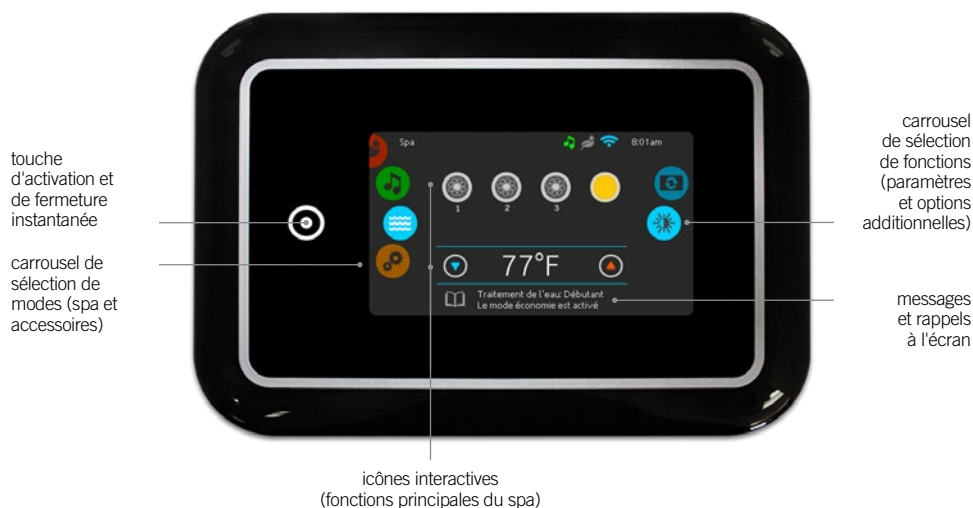 touche
d'activation et
de fermeture
instantanée
carrousel de
sélection de
modes (spa et
accessoires)
Spa
8:01am
1 2 3
77°F
Traitement de l'eau: Débutant
Le mode économie est activé
carrousel
de sélection
de fonctions
(paramètres
et options
additionnelles)
messages
et rappels
à l'écran
icônes interactives
(fonctions principales du spa)